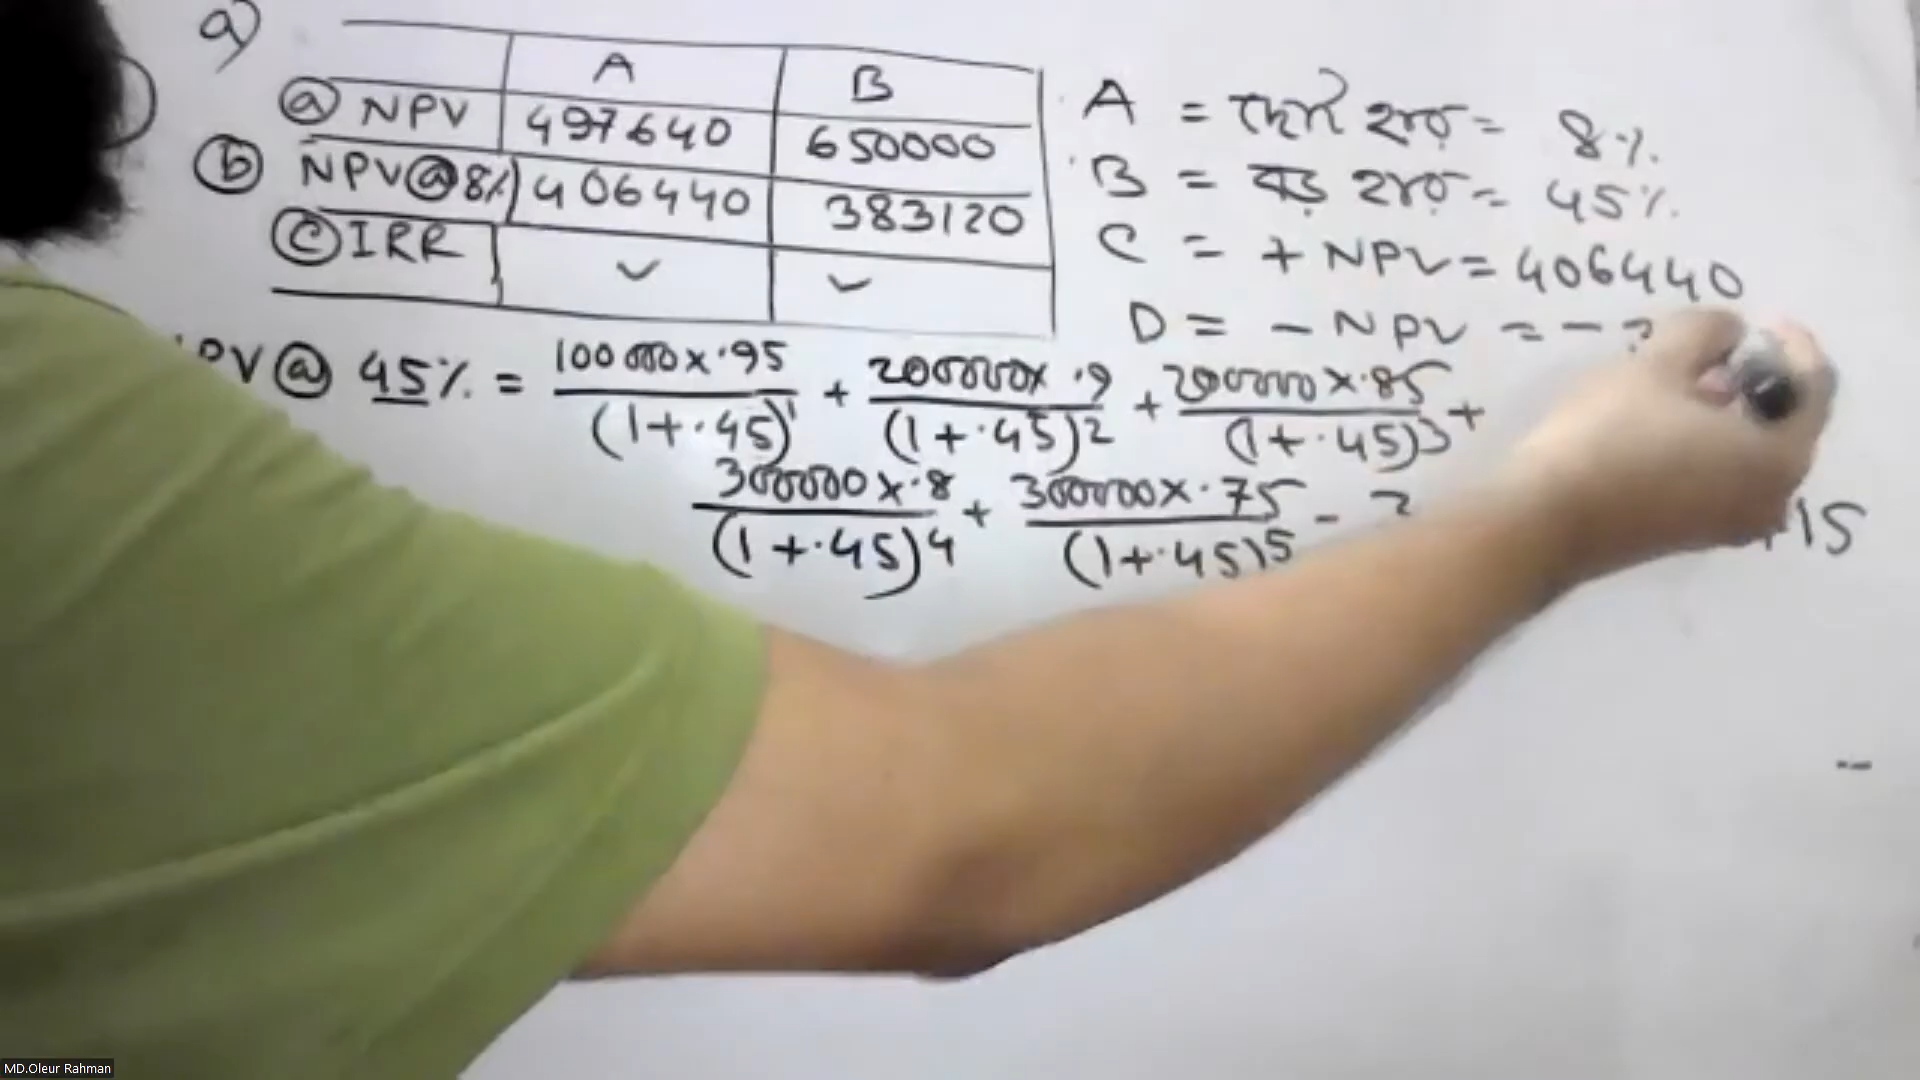 a)
A B
ⓐ NPV 497640 650000
ⓑ NPV@8%) 406440 383120
ⓒ IRR ✓ ✓
A = ছোট হার = 8%.
B = বড় হার = 45%.
C = + NPV = 406440
D = - NPV = - ?
PV@ 45% = 100000×.95/(1+.45)¹ + 200000×.9/(1+.45)2 + 200000×.85/(1+.45)3 +
300000×.8/(1+.45)4 + 300000×.75/(1+.45)5 -
15
MD.Oleur Rahman